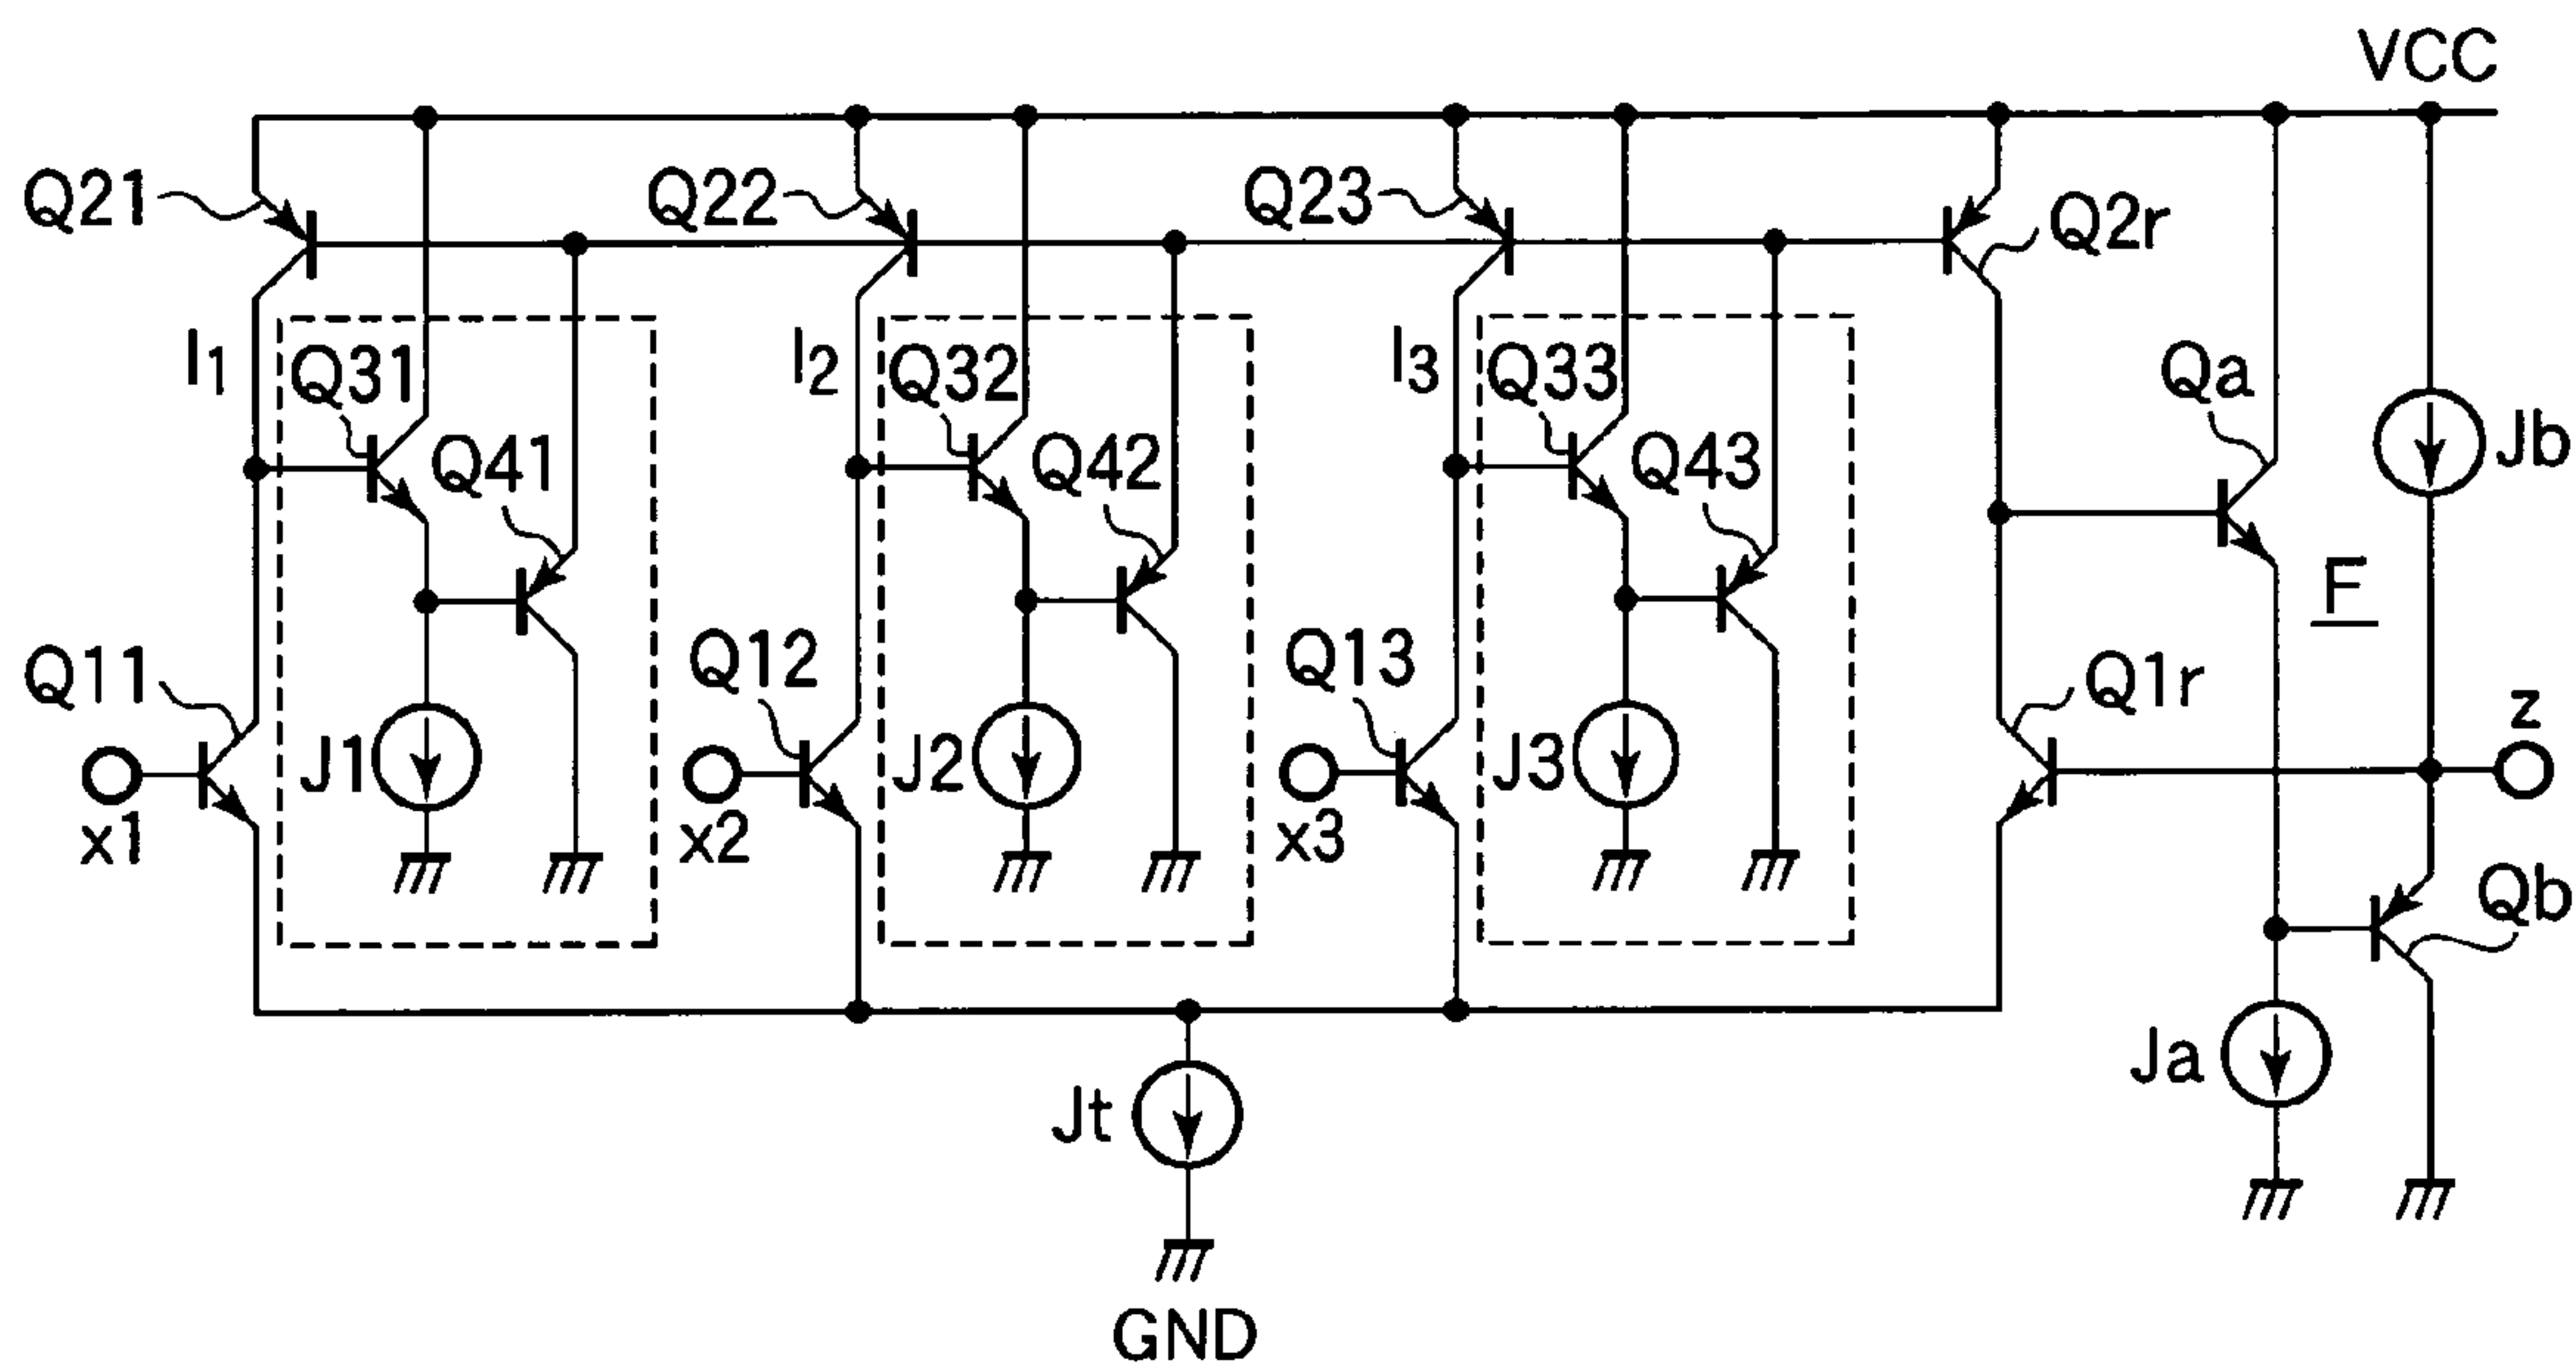 VCC
Q21
Q22
Q23
Q2r
I1
Q31
Q41
I2
Q32
Q42
I3
Q33
Q43
Qa
Jb
F
Q11
J1
x1
Q12
J2
x2
Q13
J3
x3
Q1r
z
Qb
Jt
Ja
GND